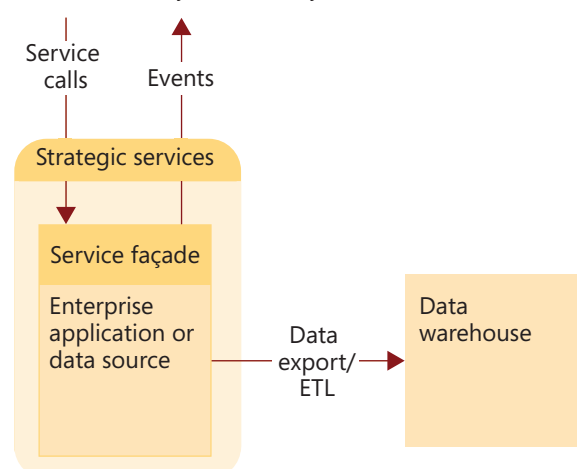 Service
calls
Events
Strategic services
Service façade
Enterprise
application or
data source
Data
export/
ETL
Data
warehouse